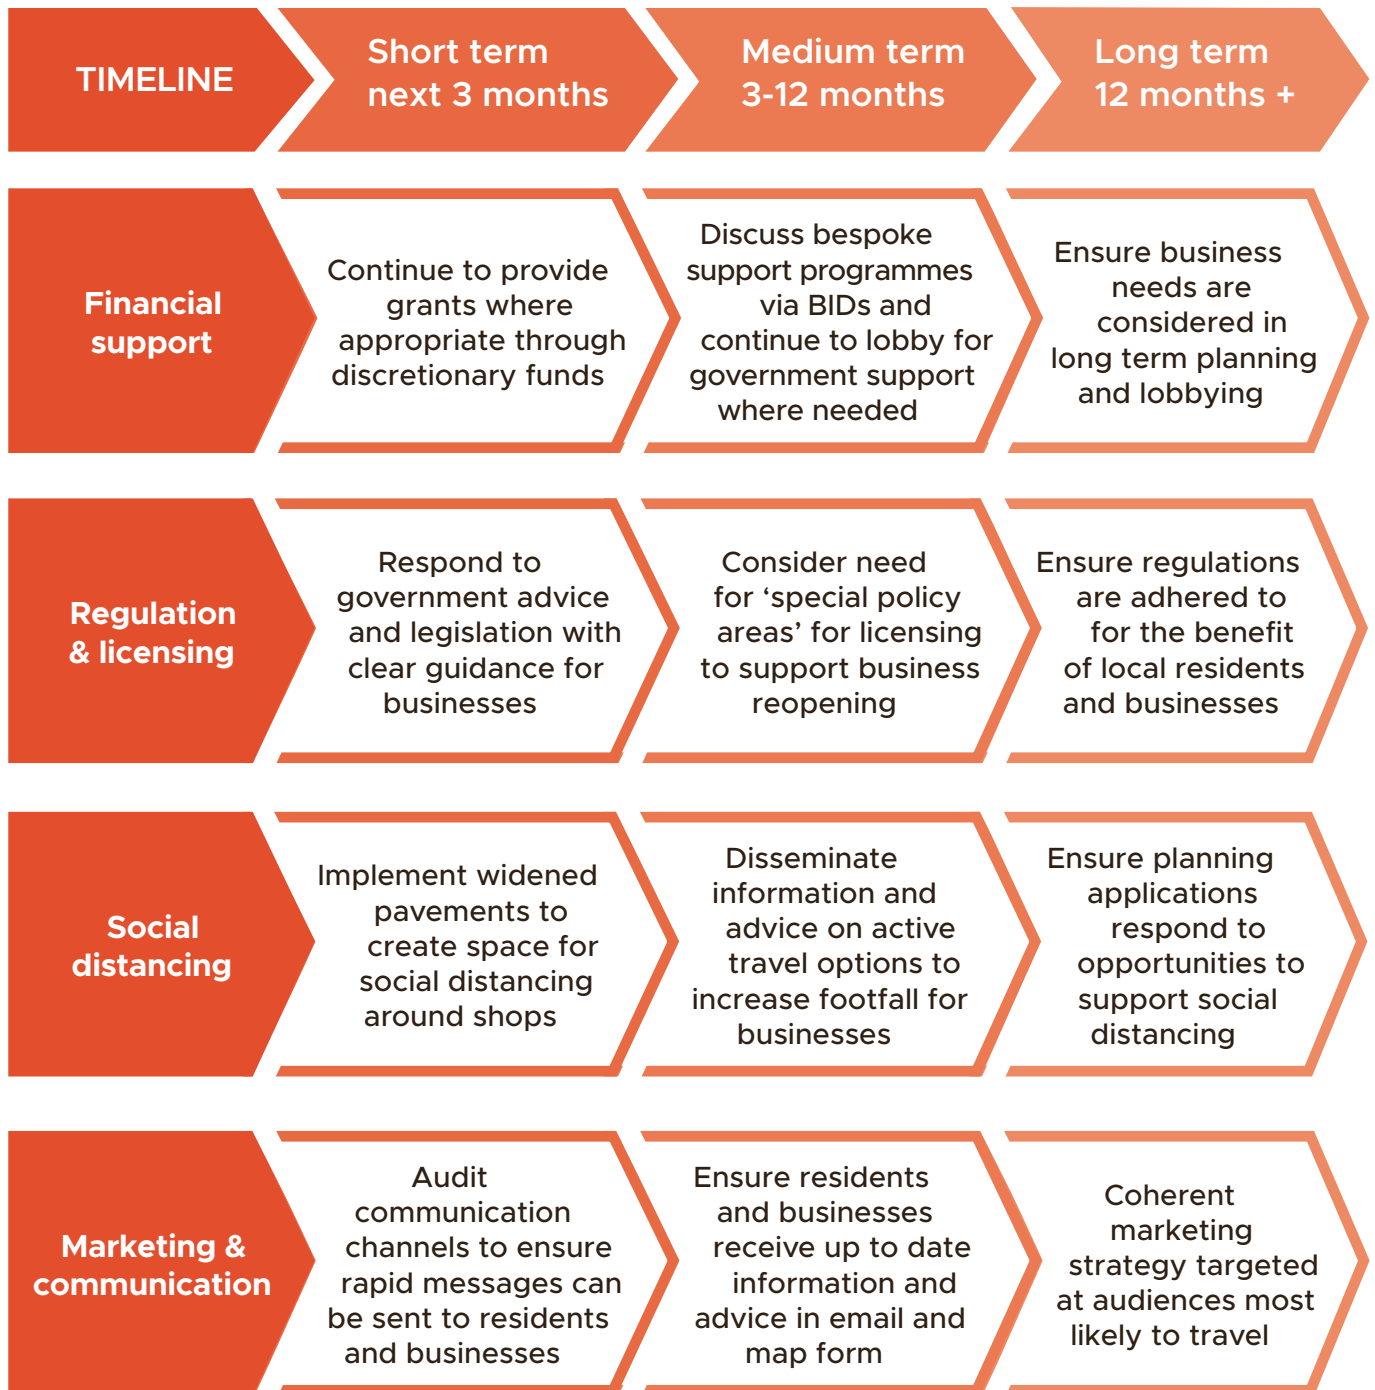 TIMELINE
Short term
next 3 months
Medium term
3-12 months
Long term
12 months +
Financial
support
Continue to provide
grants where
appropriate through
discretionary funds
Discuss bespoke
support programmes
via BIDs and
continue to lobby for
government support
where needed
Ensure business
needs are
considered in
long term planning
and lobbying
Regulation
& licensing
Respond to
government advice
and legislation with
clear guidance for
businesses
Consider need
for ‘special policy
areas’ for licensing
to support business
reopening
Ensure regulations
are adhered to
for the benefit
of local residents
and businesses
Social
distancing
Implement widened
pavements to
create space for
social distancing
around shops
Disseminate
information and
advice on active
travel options to
increase footfall for
businesses
Ensure planning
applications
respond to
opportunities to
support social
distancing
Marketing &
communication
Audit
communication
channels to ensure
rapid messages can
be sent to residents
and businesses
Ensure residents
and businesses
receive up to date
information and
advice in email and
map form
Coherent
marketing
strategy targeted
at audiences most
likely to travel